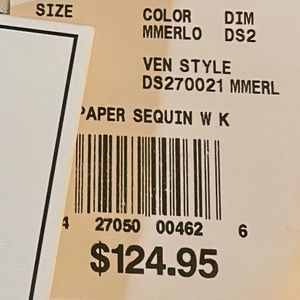 SIZE COLOR DIM
MMERLO DS2
VEN STYLE
DS270021 MMERL
PAPER SEQUIN W K
4 27050 00462 6
$124.95